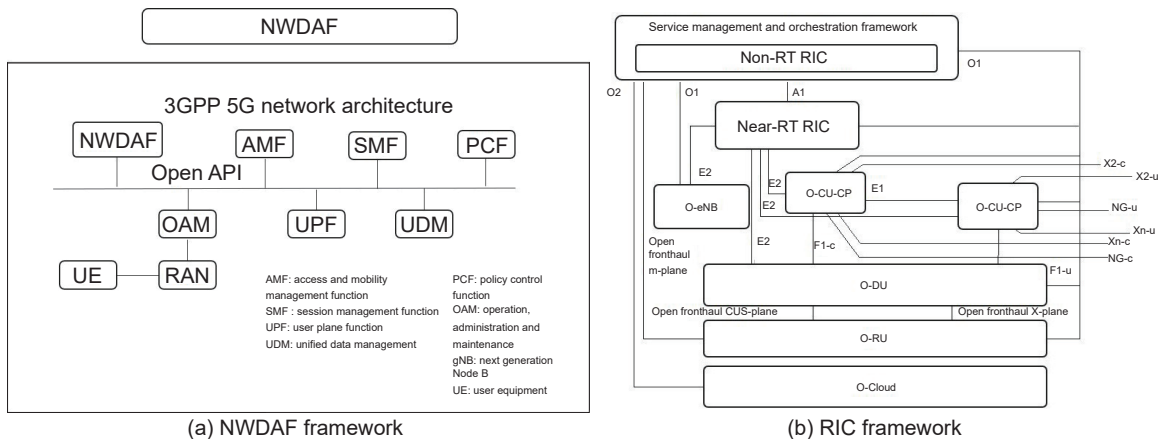 NWDAF
3GPP 5G network architecture
NWDAF
AMF
SMF
PCF
Open API
OAM
UPF
UDM
UE
RAN
AMF: access and mobility
management function
SMF : session management function
UPF: user plane function
UDM: unified data management
PCF: policy control
function
OAM: operation,
administration and
maintenance
gNB: next generation
Node B
UE: user equipment
(a) NWDAF framework
Service management and orchestration framework
Non-RT RIC
O1
O2
O1
A1
Near-RT RIC
E2
E2
E2
E2
O-eNB
O-CU-CP
E1
O-CU-CP
X2-c
X2-u
NG-u
Xn-u
Xn-c
NG-c
Open
fronthaul
m-plane
F1-c
F1-u
O-DU
Open fronthaul CUS-plane
Open fronthaul X-plane
O-RU
O-Cloud
(b) RIC framework